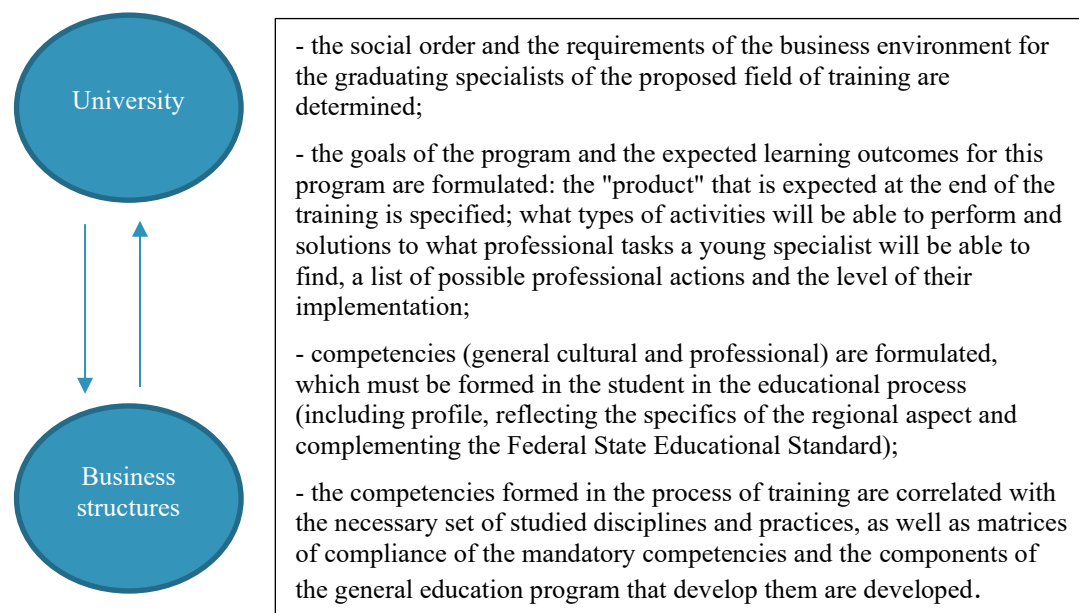 University
Business
structures
- the social order and the requirements of the business environment for
the graduating specialists of the proposed field of training are
determined;
- the goals of the program and the expected learning outcomes for this
program are formulated: the "product" that is expected at the end of the
training is specified; what types of activities will be able to perform and
solutions to what professional tasks a young specialist will be able to
find, a list of possible professional actions and the level of their
implementation;
- competencies (general cultural and professional) are formulated,
which must be formed in the student in the educational process
(including profile, reflecting the specifics of the regional aspect and
complementing the Federal State Educational Standard);
- the competencies formed in the process of training are correlated with
the necessary set of studied disciplines and practices, as well as matrices
of compliance of the mandatory competencies and the components of
the general education program that develop them are developed.